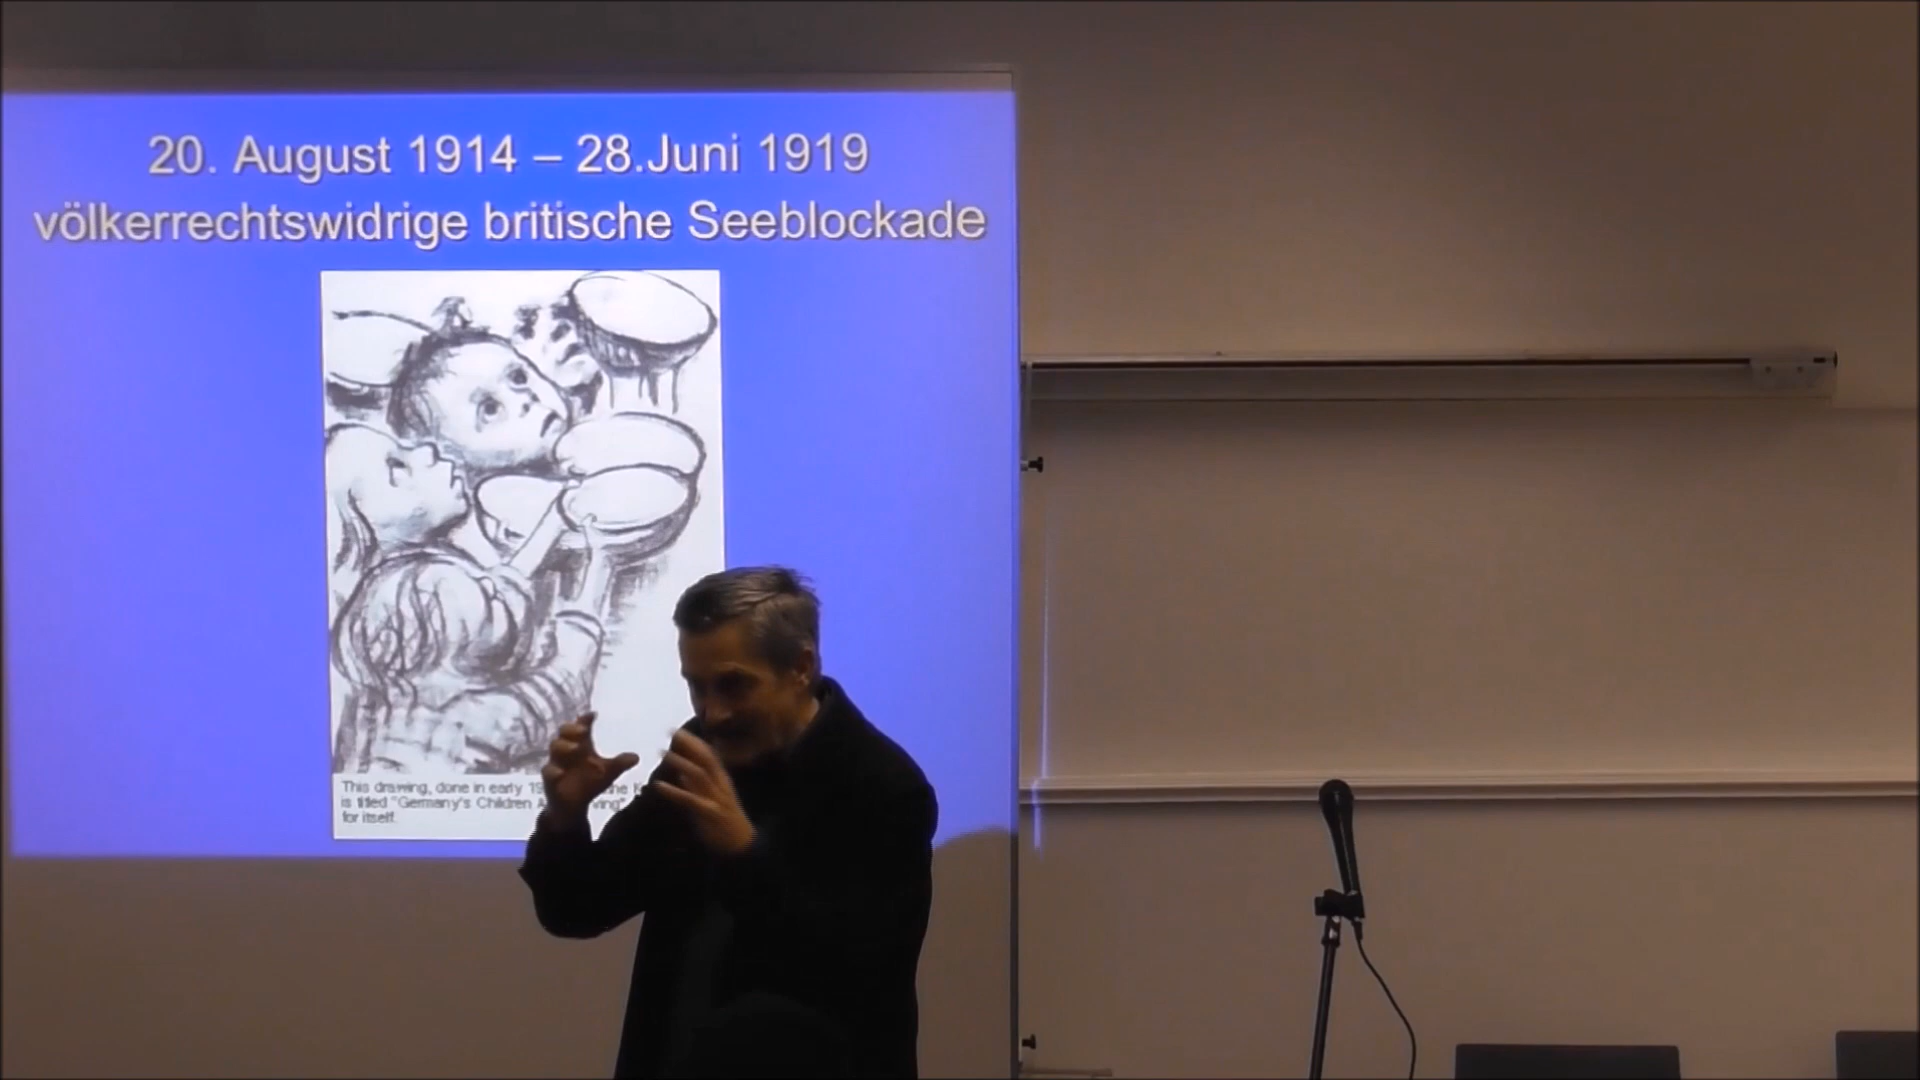 20. August 1914 – 28.Juni 1919
völkerrechtswidrige britische Seeblockade
This drawing, done in early
is titled "Germany's Children
for itself.